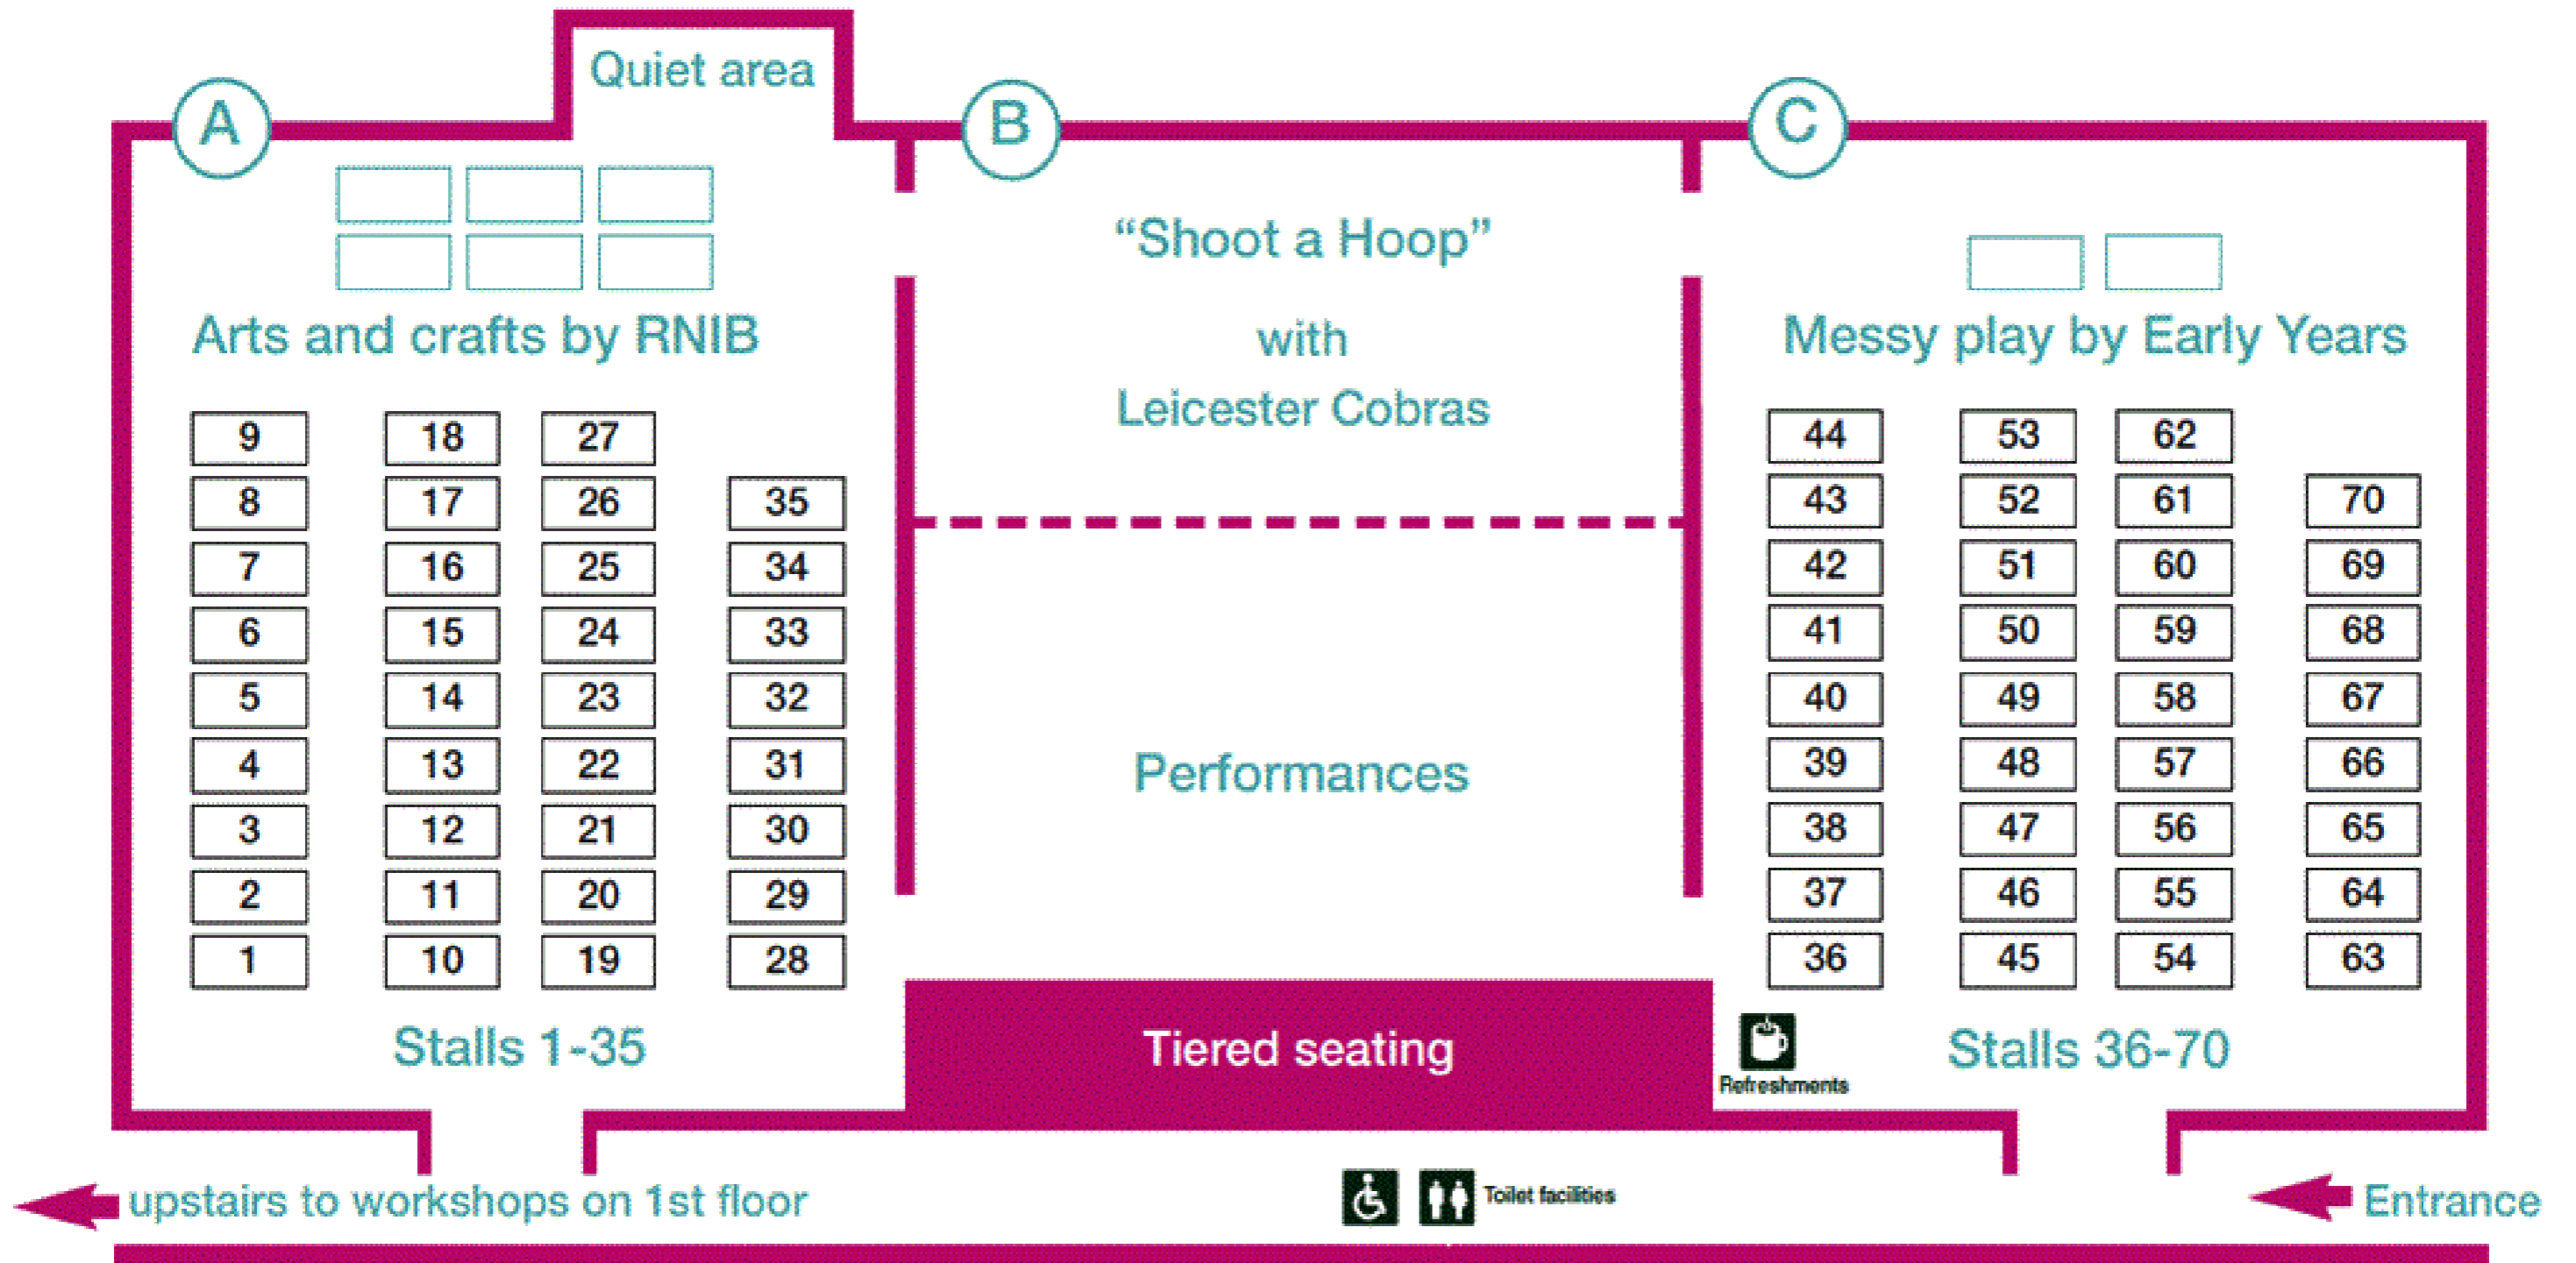 Quiet area
A
B
C
“Shoot a Hoop”
with
Leicester Cobras
Arts and crafts by RNIB
Messy play by Early Years
9 18 27
8 17 26 35
7 16 25 34
6 15 24 33
5 14 23 32
4 13 22 31
3 12 21 30
2 11 20 29
1 10 19 28
Stalls 1-35
Performances
Tiered seating
44 53 62
43 52 61 70
42 51 60 69
41 50 59 68
40 49 58 67
39 48 57 66
38 47 56 65
37 46 55 64
36 45 54 63
Refreshments
Stalls 36-70
upstairs to workshops on 1st floor
Toilet facilities
Entrance